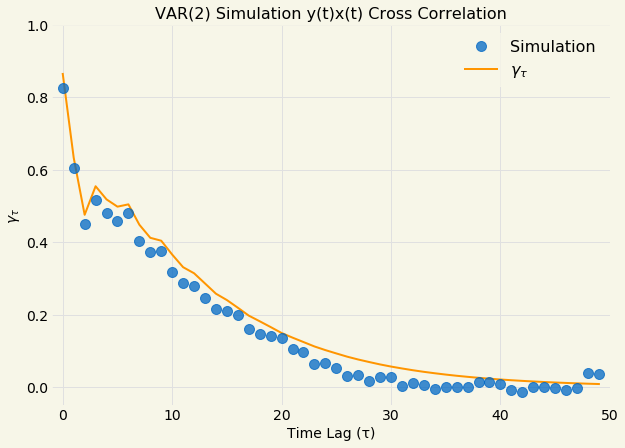 VAR(2) Simulation y(t)x(t) Cross Correlation
Simulation
γτ
1.0
0.8
0.6
0.4
0.2
0.0
γτ
0 10 20 30 40 50
Time Lag (τ)